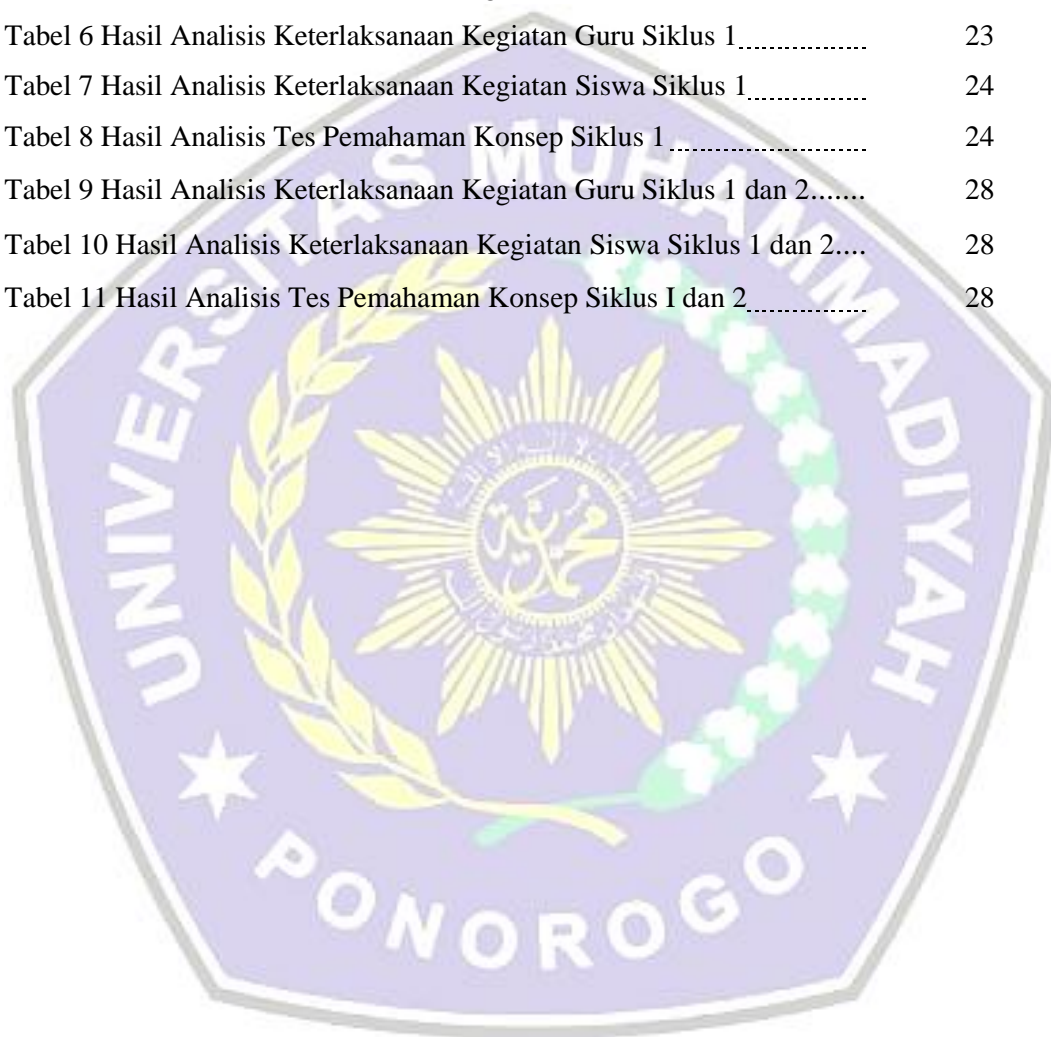 Tabel 6 Hasil Analisis Keterlaksanaan Kegiatan Guru Siklus 1 23
Tabel 7 Hasil Analisis Keterlaksanaan Kegiatan Siswa Siklus 1 24
Tabel 8 Hasil Analisis Tes Pemahaman Konsep Siklus 1 24
Tabel 9 Hasil Analisis Keterlaksanaan Kegiatan Guru Siklus 1 dan 2....... 28
Tabel 10 Hasil Analisis Keterlaksanaan Kegiatan Siswa Siklus 1 dan 2.... 28
Tabel 11 Hasil Analisis Tes Pemahaman Konsep Siklus I dan 2 28
UNIVERSITAS MUHAMMADIYAH
PONOROGO